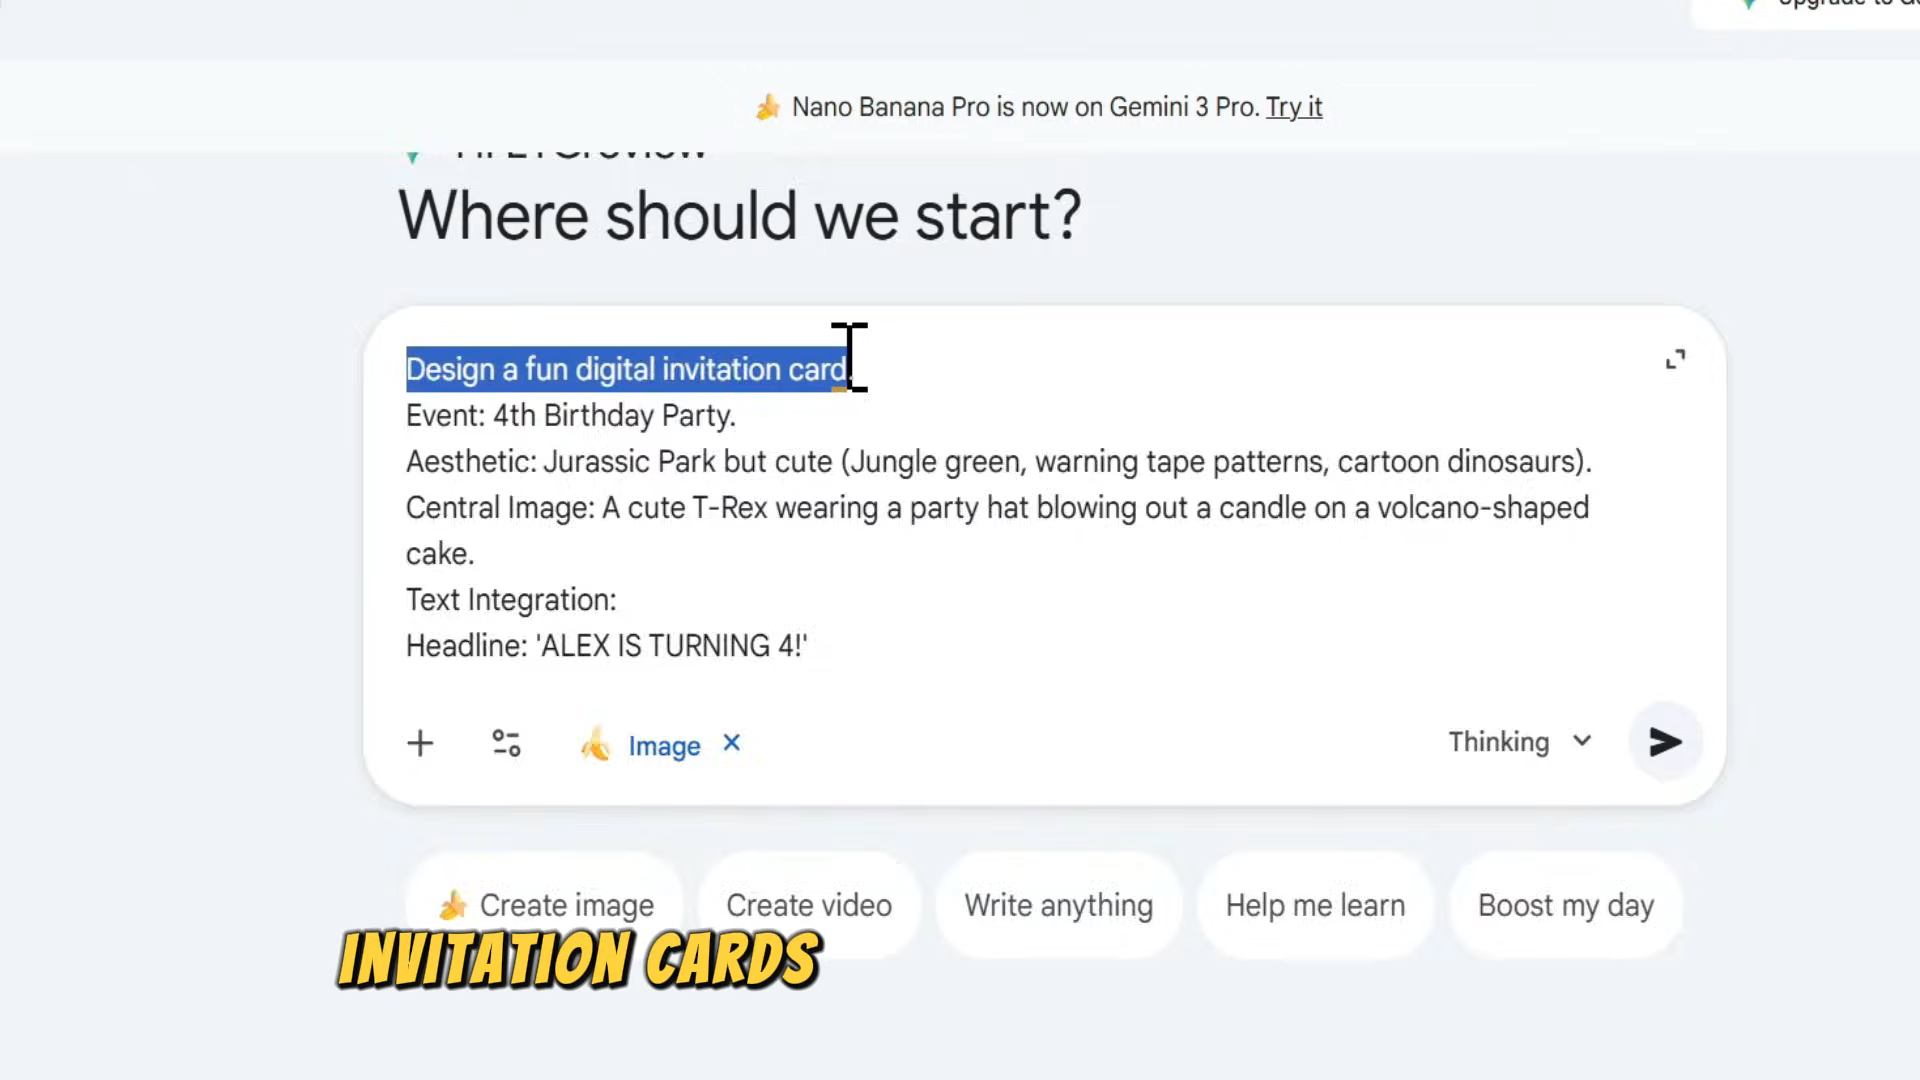 Nano Banana Pro is now on Gemini 3 Pro. Try it
Where should we start?
Design a fun digital invitation card.
Event: 4th Birthday Party.
Aesthetic: Jurassic Park but cute (Jungle green, warning tape patterns, cartoon dinosaurs).
Central Image: A cute T-Rex wearing a party hat blowing out a candle on a volcano-shaped
cake.
Text Integration:
Headline: 'ALEX IS TURNING 4!'
Image
Thinking
Create image
Create video
Write anything
Help me learn
Boost my day
INVITATION CARDS